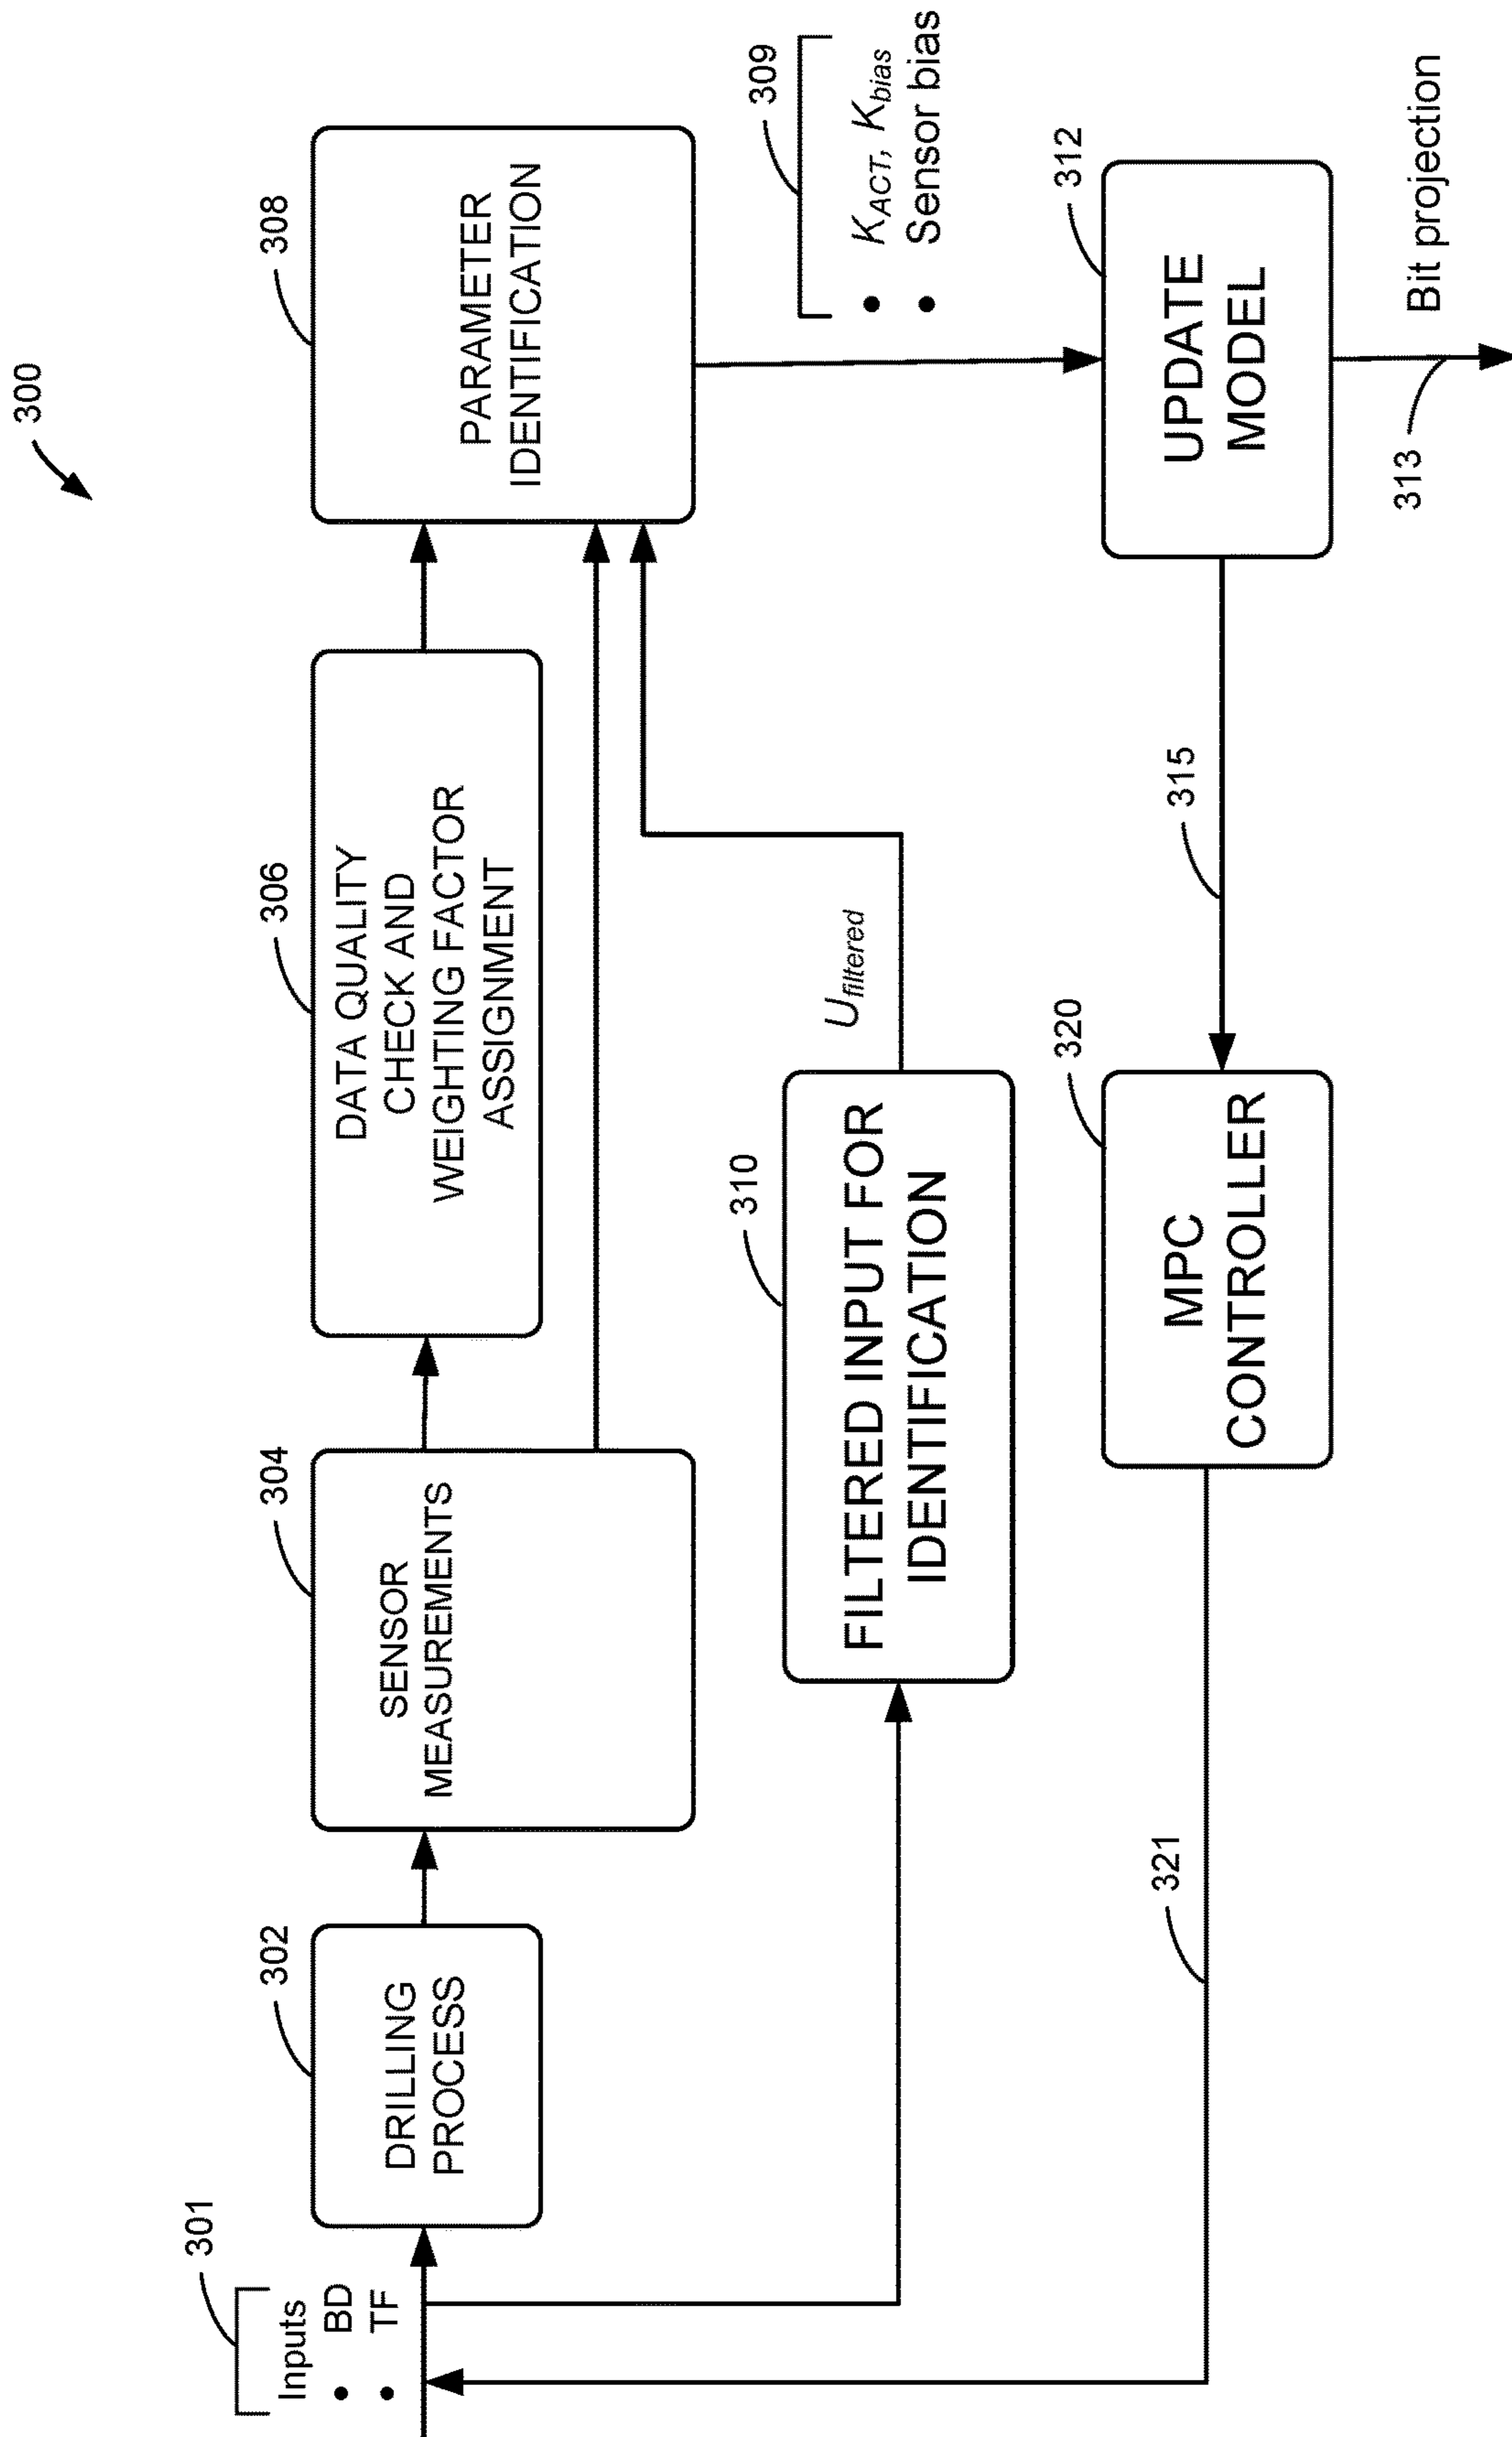 300
301
Inputs
• BD
• TF
302
DRILLING
PROCESS
304
SENSOR
MEASUREMENTS
306
DATA QUALITY
CHECK AND
WEIGHTING FACTOR
ASSIGNMENT
308
PARAMETER
IDENTIFICATION
309
• K_ACT, K_bias
• Sensor bias
310
FILTERED INPUT FOR
IDENTIFICATION
U_filtered
312
UPDATE
MODEL
313
Bit projection
315
320
MPC
CONTROLLER
321